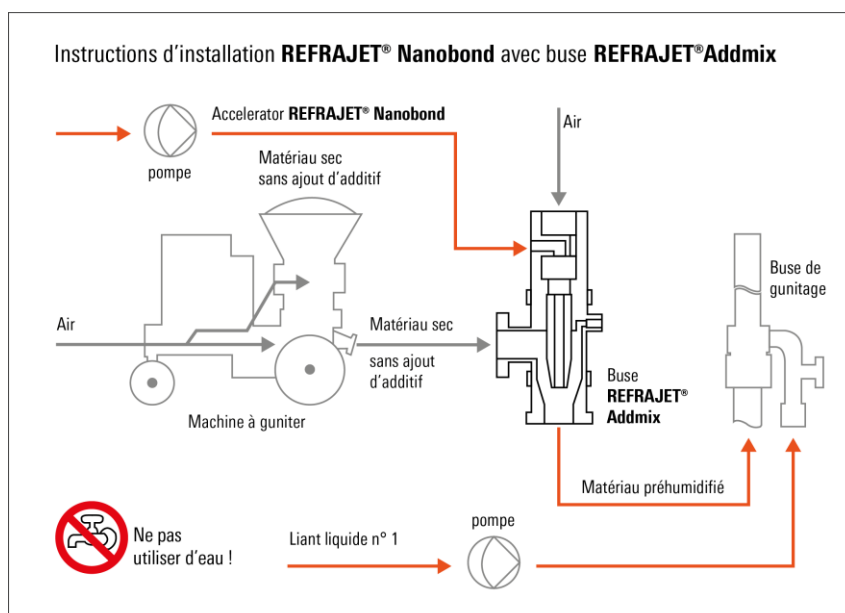 Instructions d'installation REFRAJET® Nanobond avec buse REFRAJET®Addmix
Accelerator REFRAJET® Nanobond
Air
pompe
Matériau sec
sans ajout d'additif
Buse de
gunitage
Air
Matériau sec
sans ajout
d'additif
Buse
REFRAJET®
Addmix
Machine à guniter
Matériau préhumidifié
Ne pas
utiliser d'eau !
Liant liquide n° 1
pompe